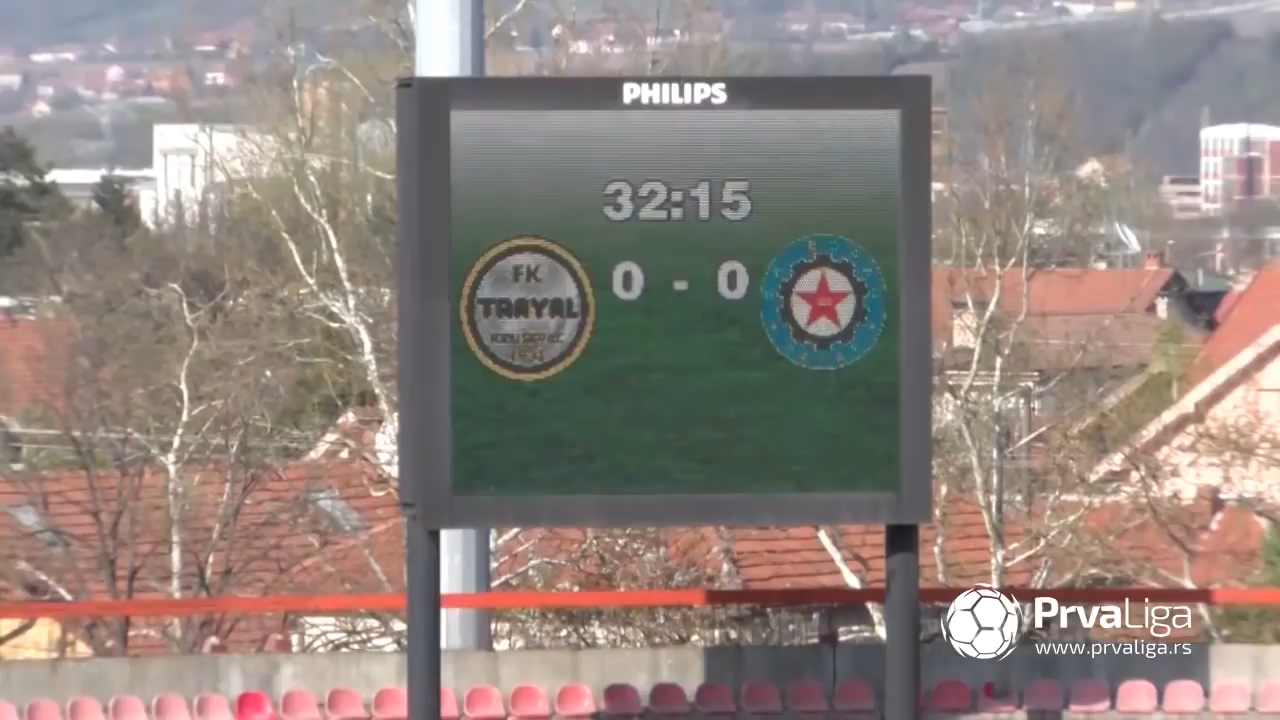 PHILIPS
32:15
0 - 0
FK
TRAYAL
PrvaLiga
www.prvaliga.rs